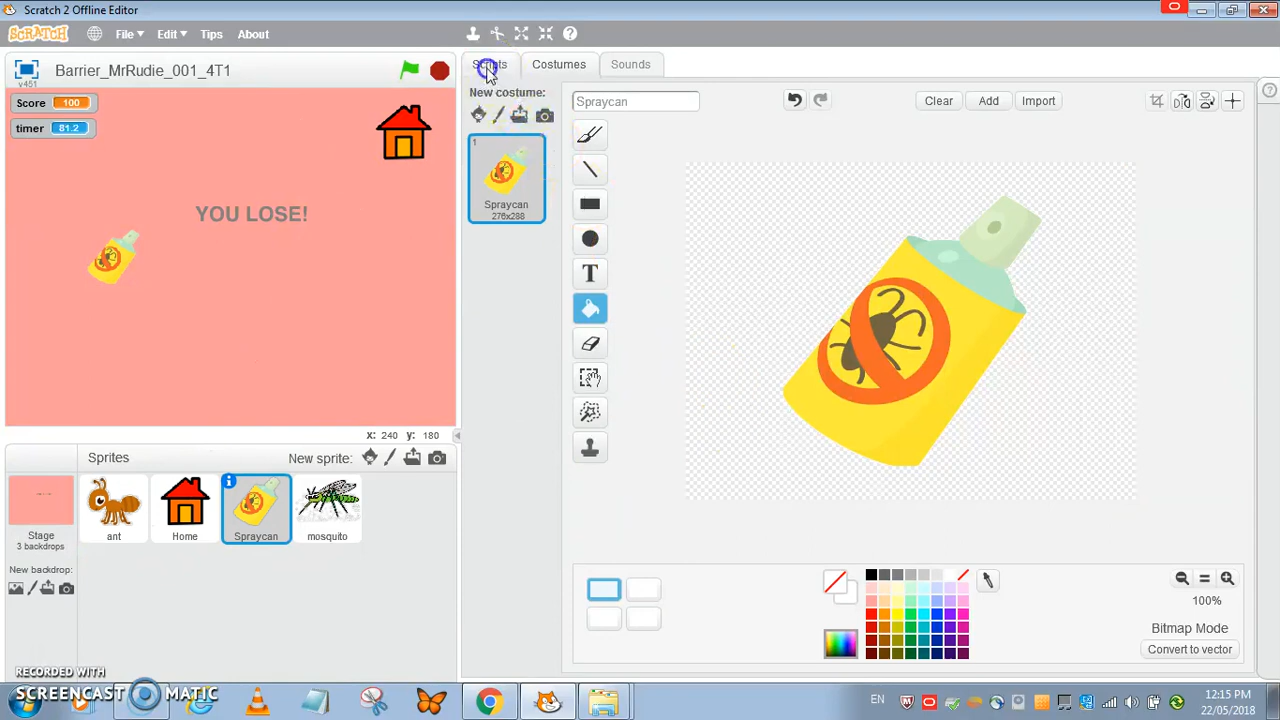 Scratch 2 Offline Editor
SCRATCH File Edit Tips About
v451
Barrier_MrRudie_001_4T1
Scripts Costumes Sounds
Score 100
timer 81.2
YOU LOSE!
New costume:
1
Spraycan
276x288
Spraycan
Clear Add Import
T
x: 240 y: 180
Sprites New sprite:
Stage
3 backdrops
New backdrop:
ant Home Spraycan mosquito
100%
Bitmap Mode
Convert to vector
RECORDED WITH
SCREENCAST MATIC
EN
12:15 PM
22/05/2018